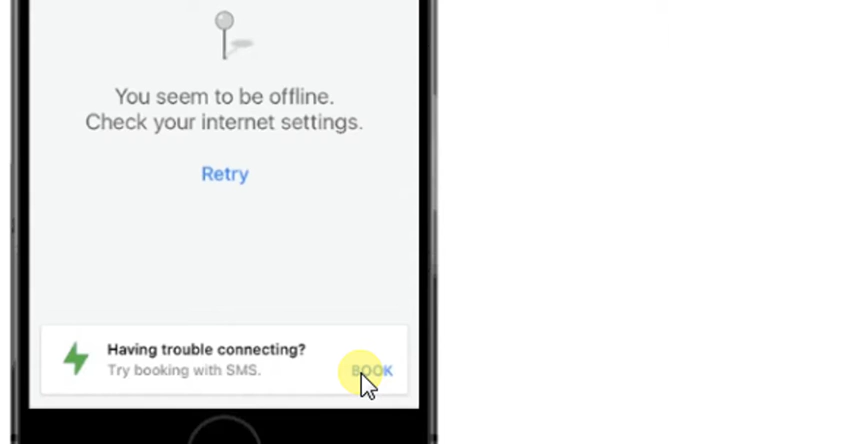 You seem to be offline.
Check your internet settings.
Retry
Having trouble connecting?
Try booking with SMS.
BOOK